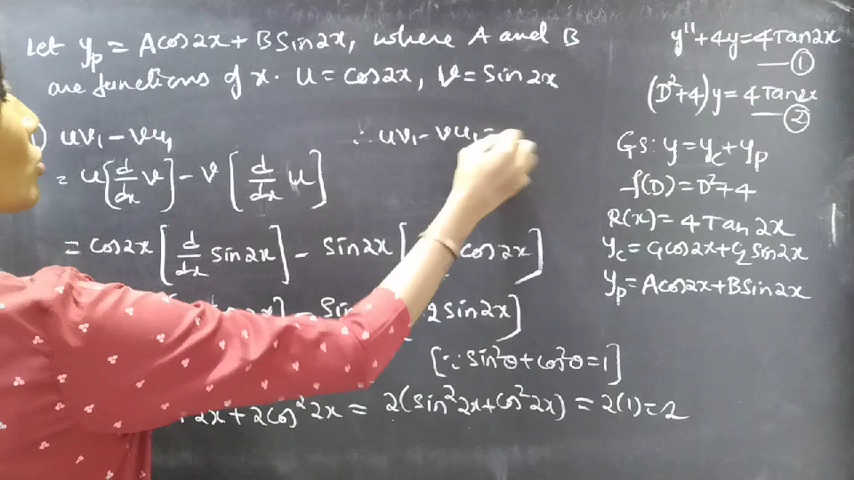 Let yp = Acos2x + BSin2x, where A and B
are functions of x. u = cos2x, v = Sin2x
) uv₁ - vu₁
= u[d/dx v] - v[d/dx u]
= cos2x [d/dx sin2x] - sin2x [ cos2x]
] - Sin 2sin2x]
[∵ sin²θ + cos²θ = 1]
2x + 2cos²2x = 2(sin²2x + cos²2x) = 2(1) = 2
∴ uv₁ - vu₁ =
y'' + 4y = 4Tan2x
— ①
(D²+4)y = 4Tan2x
— ②
GS: y = yc + yp
f(D) = D²+4
R(x) = 4Tan2x
yc = c₁cos2x + c₂sin2x
yp = Acos2x + BSin2x